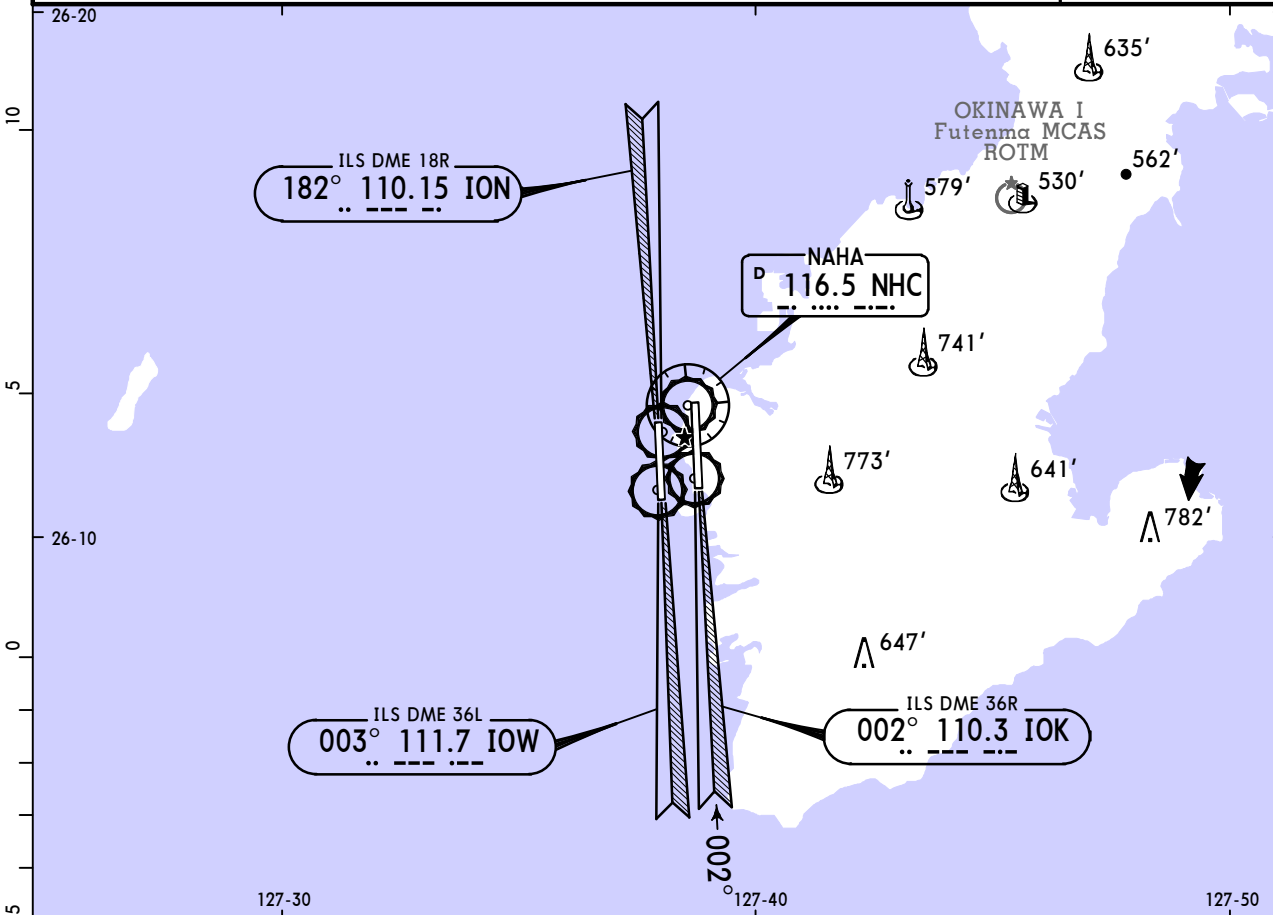 26-20
635'
10
OKINAWA I
Futenma MCAS
ROTM
562'
ILS DME 18R
182° 110.15 ION
579'
530'
NAHA
D 116.5 NHC
741'
5
773'
641'
782'
26-10
0
647'
ILS DME 36L
003° 111.7 IOW
ILS DME 36R
002° 110.3 IOK
002°
127-30
127-40
127-50
5